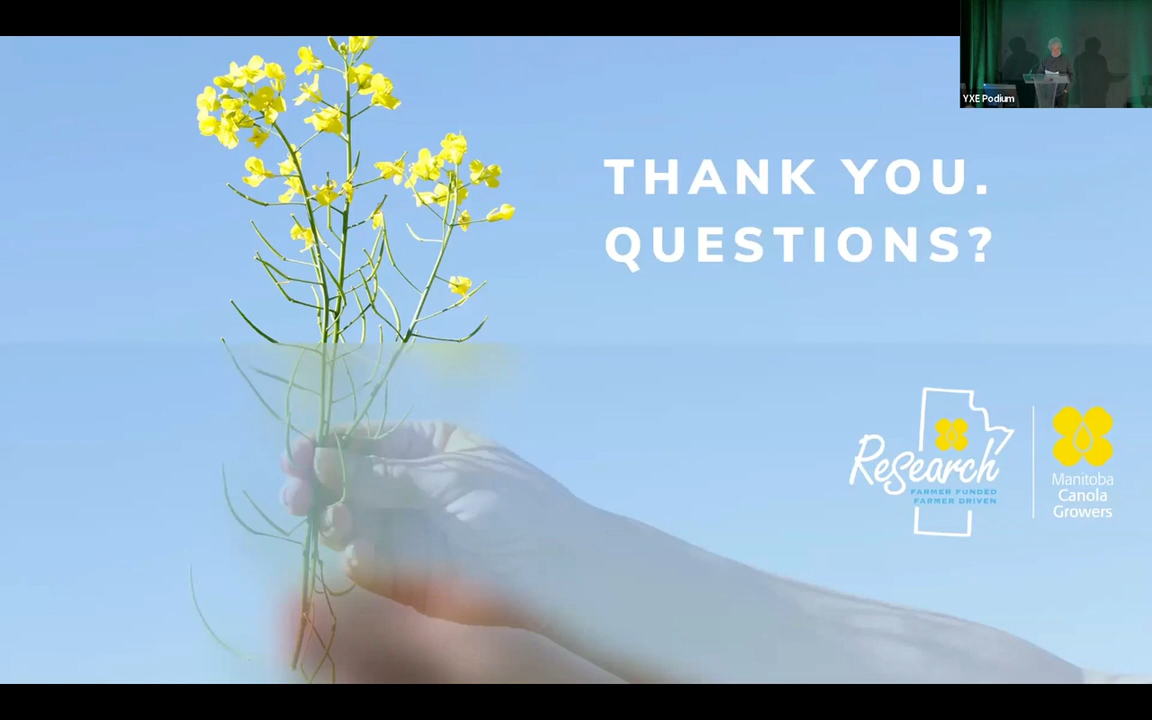 YXE Podium
THANK YOU.
QUESTIONS?
Research
FARMER FUNDED
FARMER DRIVEN
Manitoba
Canola
Growers